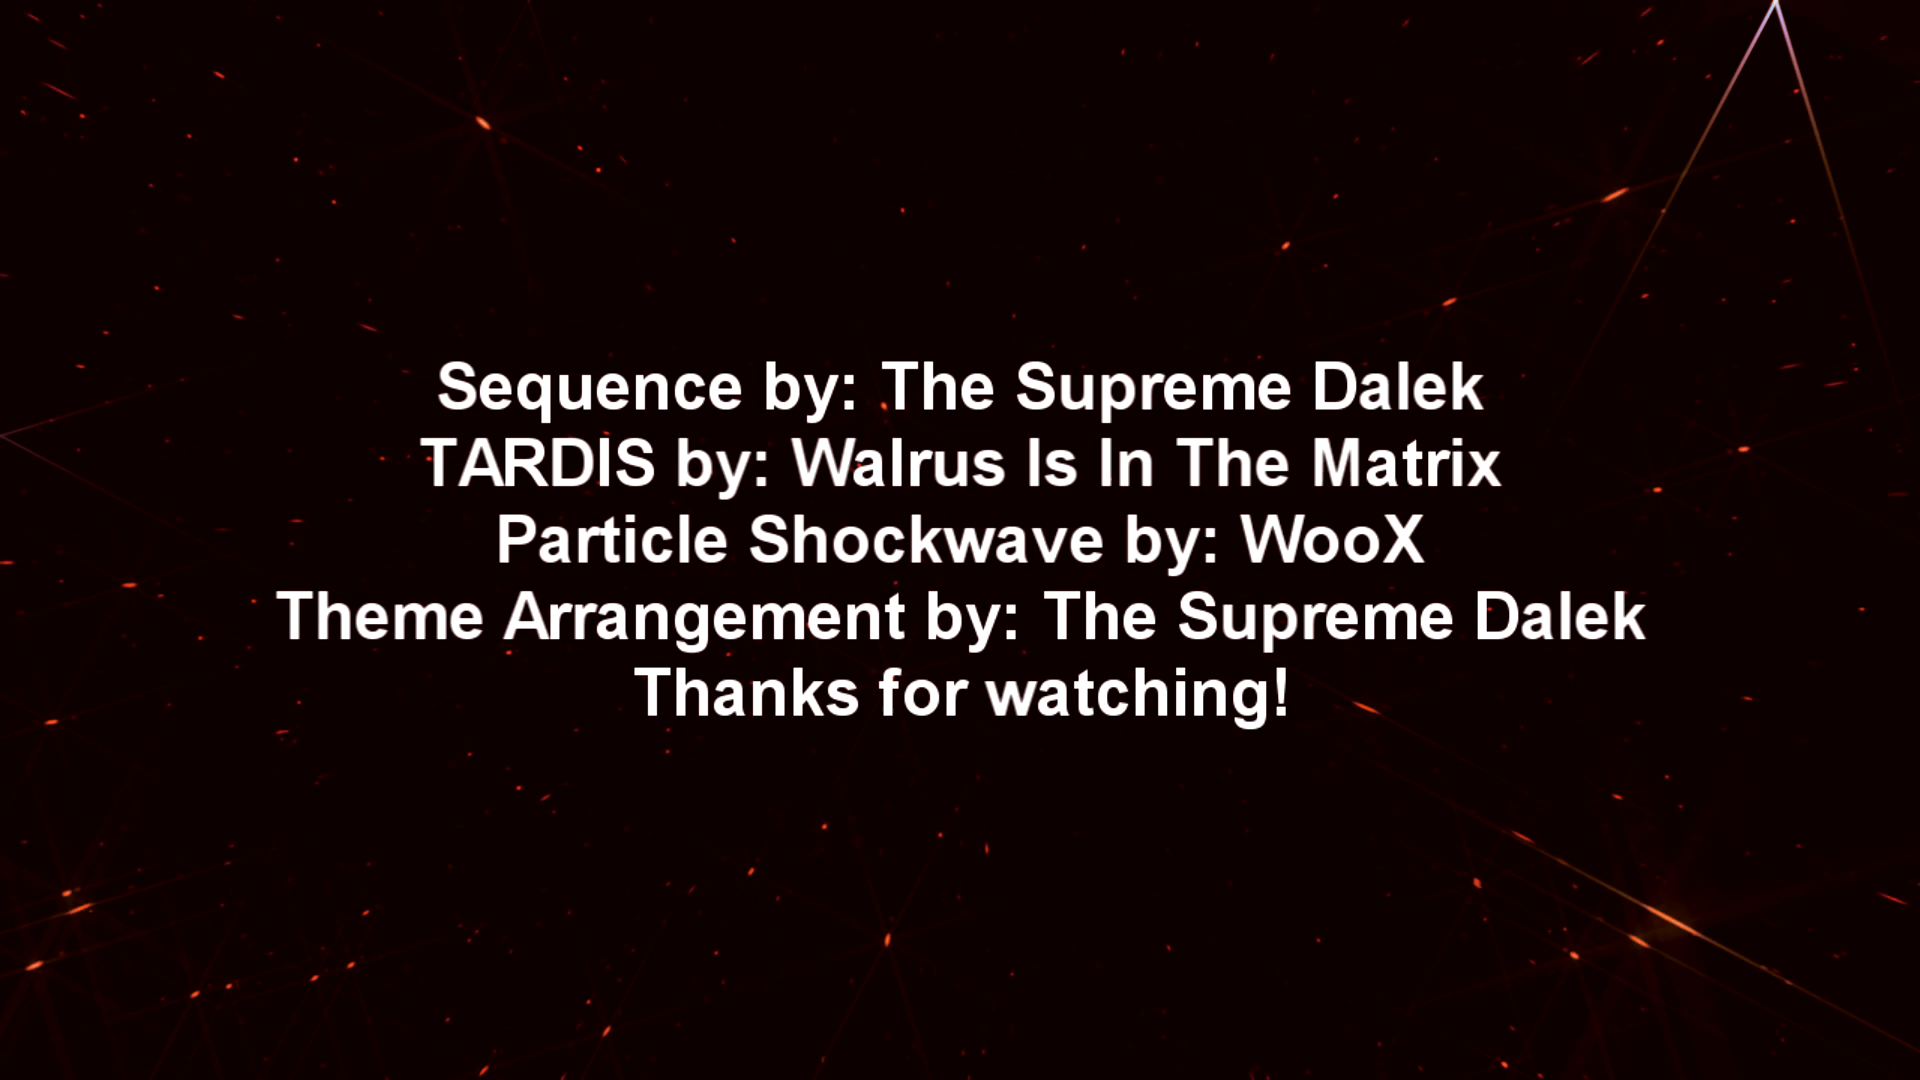 Sequence by: The Supreme Dalek
TARDIS by: Walrus Is In The Matrix
Particle Shockwave by: WooX
Theme Arrangement by: The Supreme Dalek
Thanks for watching!